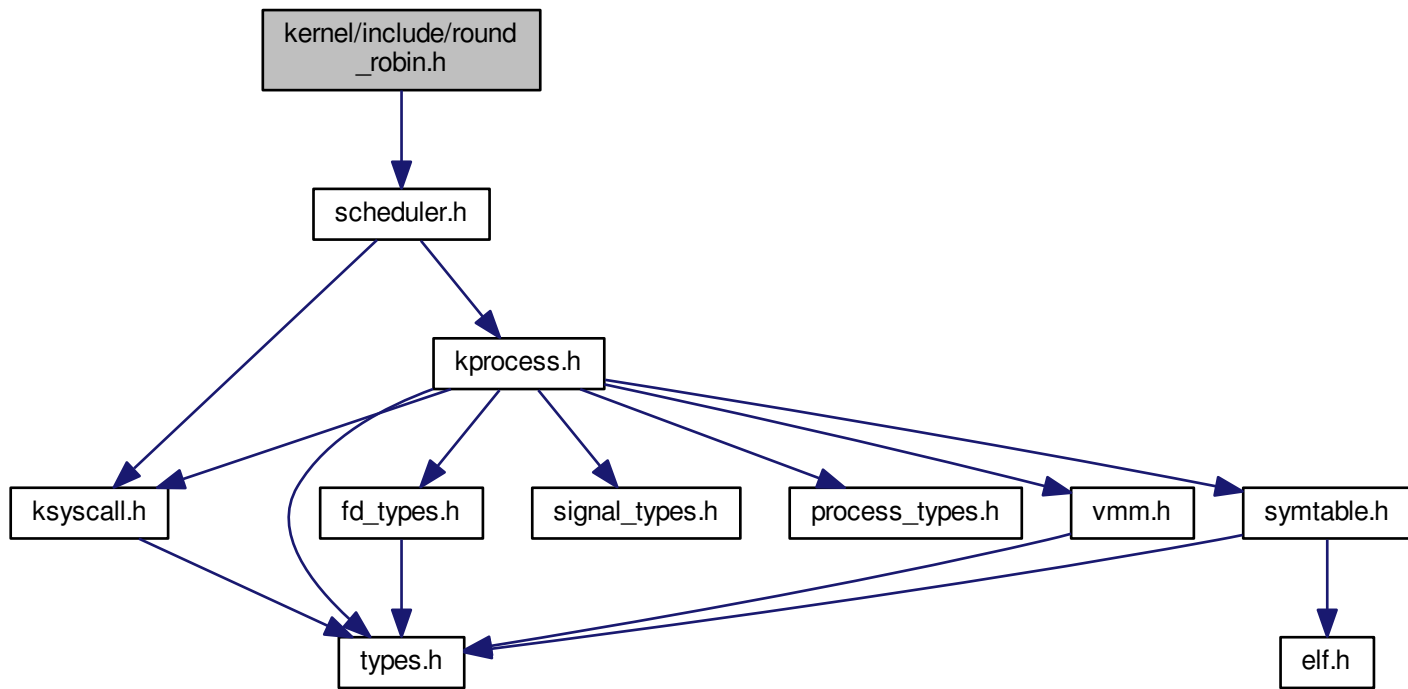 kernel/include/round
_robin.h
scheduler.h
kprocess.h
ksyscall.h
fd_types.h
signal_types.h
process_types.h
vmm.h
symtable.h
types.h
elf.h